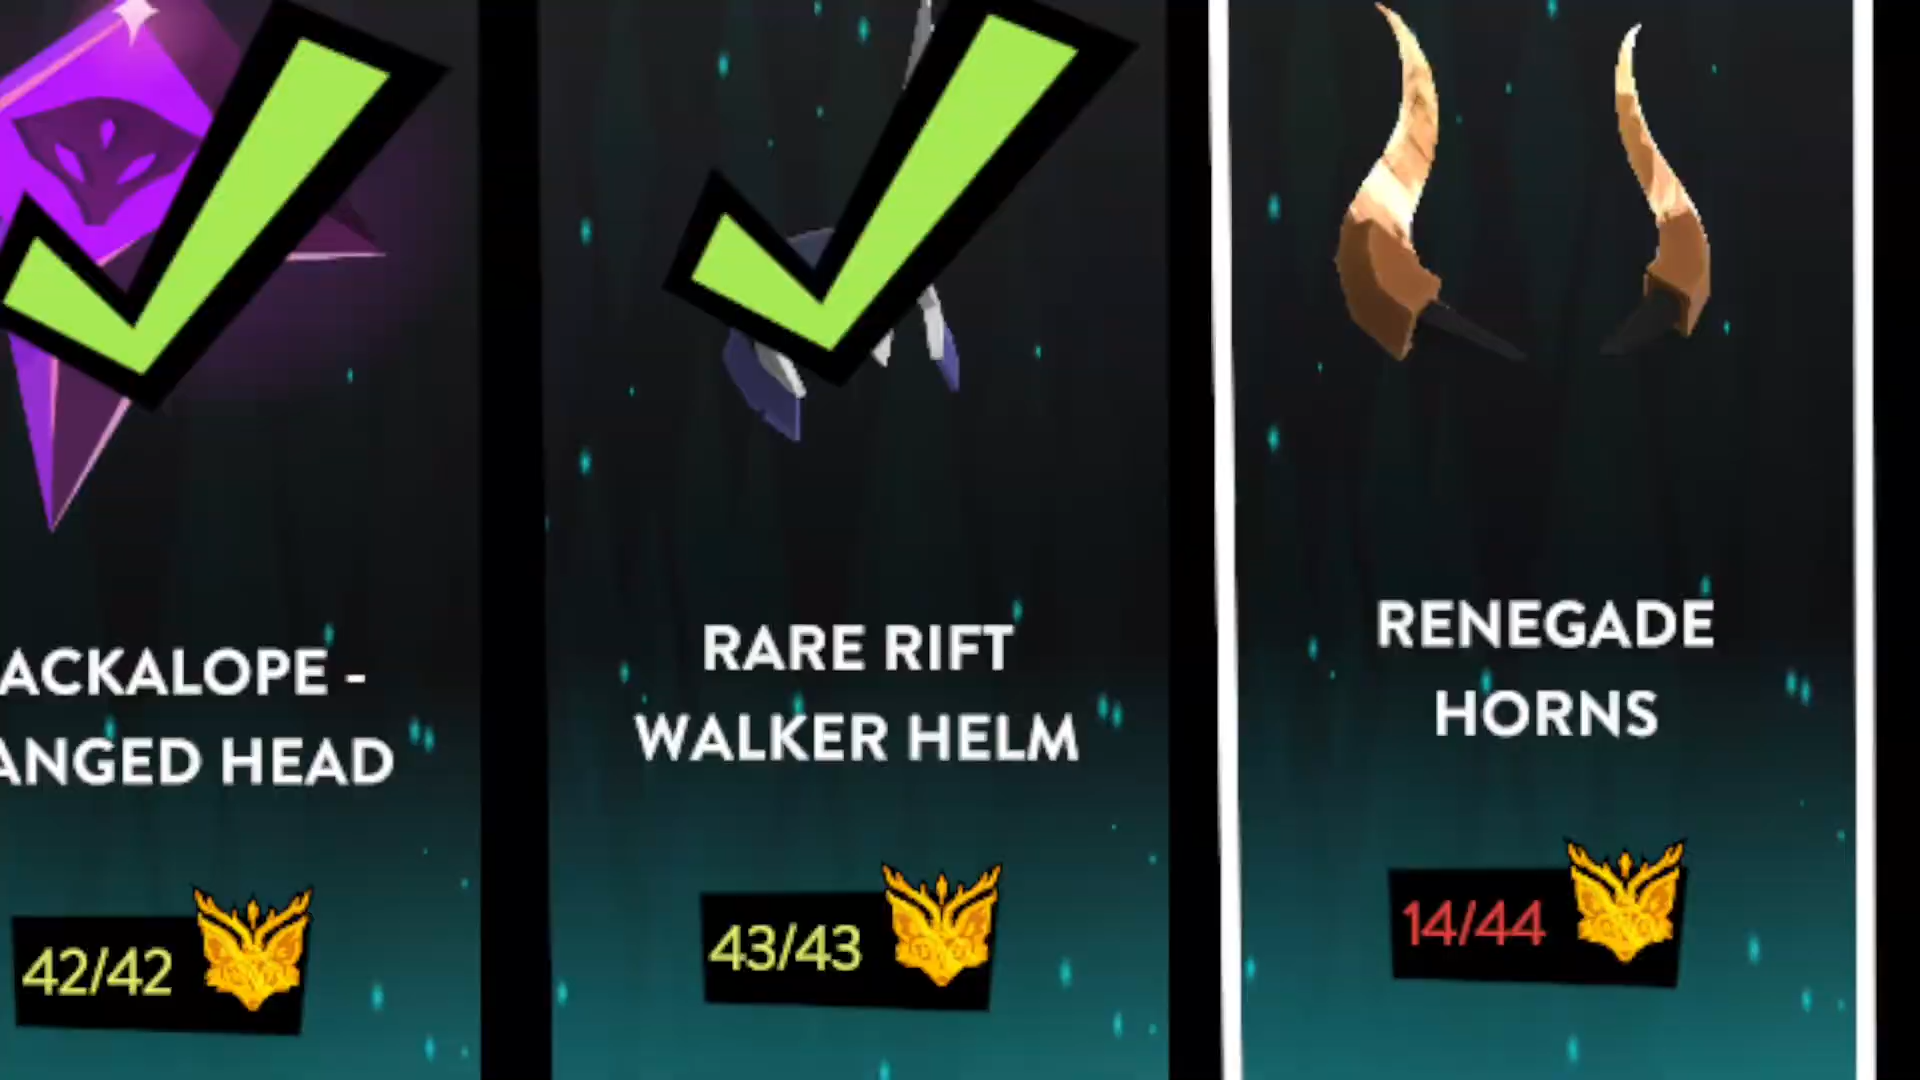 ACKALOPE -
ANGED HEAD
42/42
RARE RIFT
WALKER HELM
43/43
RENEGADE
HORNS
14/44